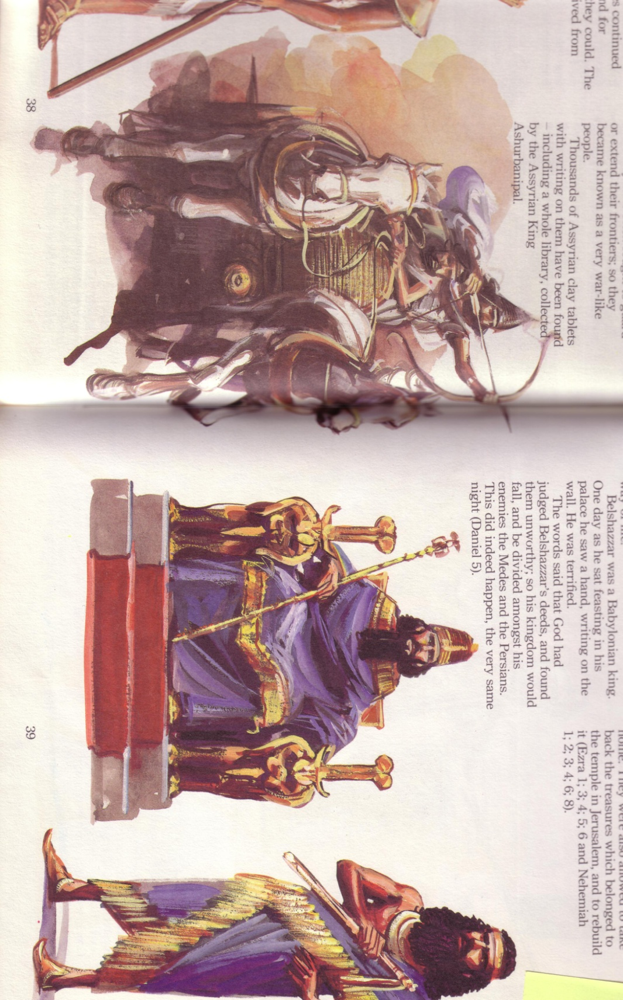 es continued
nd for
they could. The
ived from
or extend their frontiers; so they
became known as a very war-like
people.
Thousands of Assyrian clay tablets
with writing on them have been found
– including a whole library, collected
by the Assyrian King
Ashurbanipal.
38
Belshazzar was a Babylonian king.
One day as he sat feasting in his
palace he saw a hand, writing on the
wall. He was terrified.
The words said that God had
judged Belshazzar's deeds, and found
them unworthy; so his kingdom would
fall, and be divided amongst his
enemies the Medes and the Persians.
This did indeed happen, the very same
night (Daniel 5).
home. They were also allowed to take
back the treasures which belonged to
the temple in Jerusalem, and to rebuild
it (Ezra 1; 3; 4; 5; 6 and Nehemiah
1; 2; 3; 4; 6; 8).
39